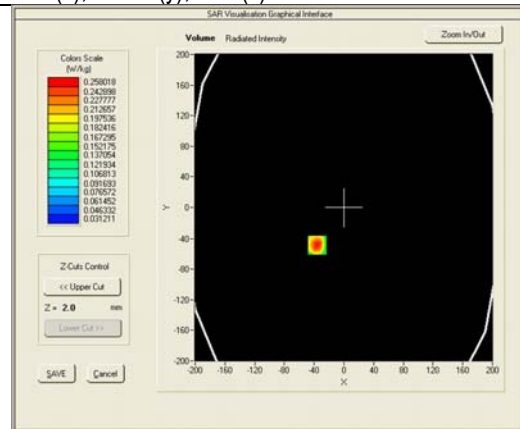 SAR Visualisation Graphical Interface
Volume Radiated Intensity
Zoom In/Out
Colors Scale
(W/kg)
0.258018
0.242898
0.227777
0.212657
0.197536
0.182416
0.167295
0.152175
0.137054
0.121934
0.106813
0.091693
0.076572
0.061452
0.046332
0.031211
Z-Cuts Control
<< Upper Cut
Z = 2.0 mm
Lower Cut >>
SAVE
Cancel
200-
160-
120-
80-
40-
0-
-40-
-80-
-120-
-160-
-200-
Y
-200 -160 -120 -80 -40 0 40 80 120 160 200
X